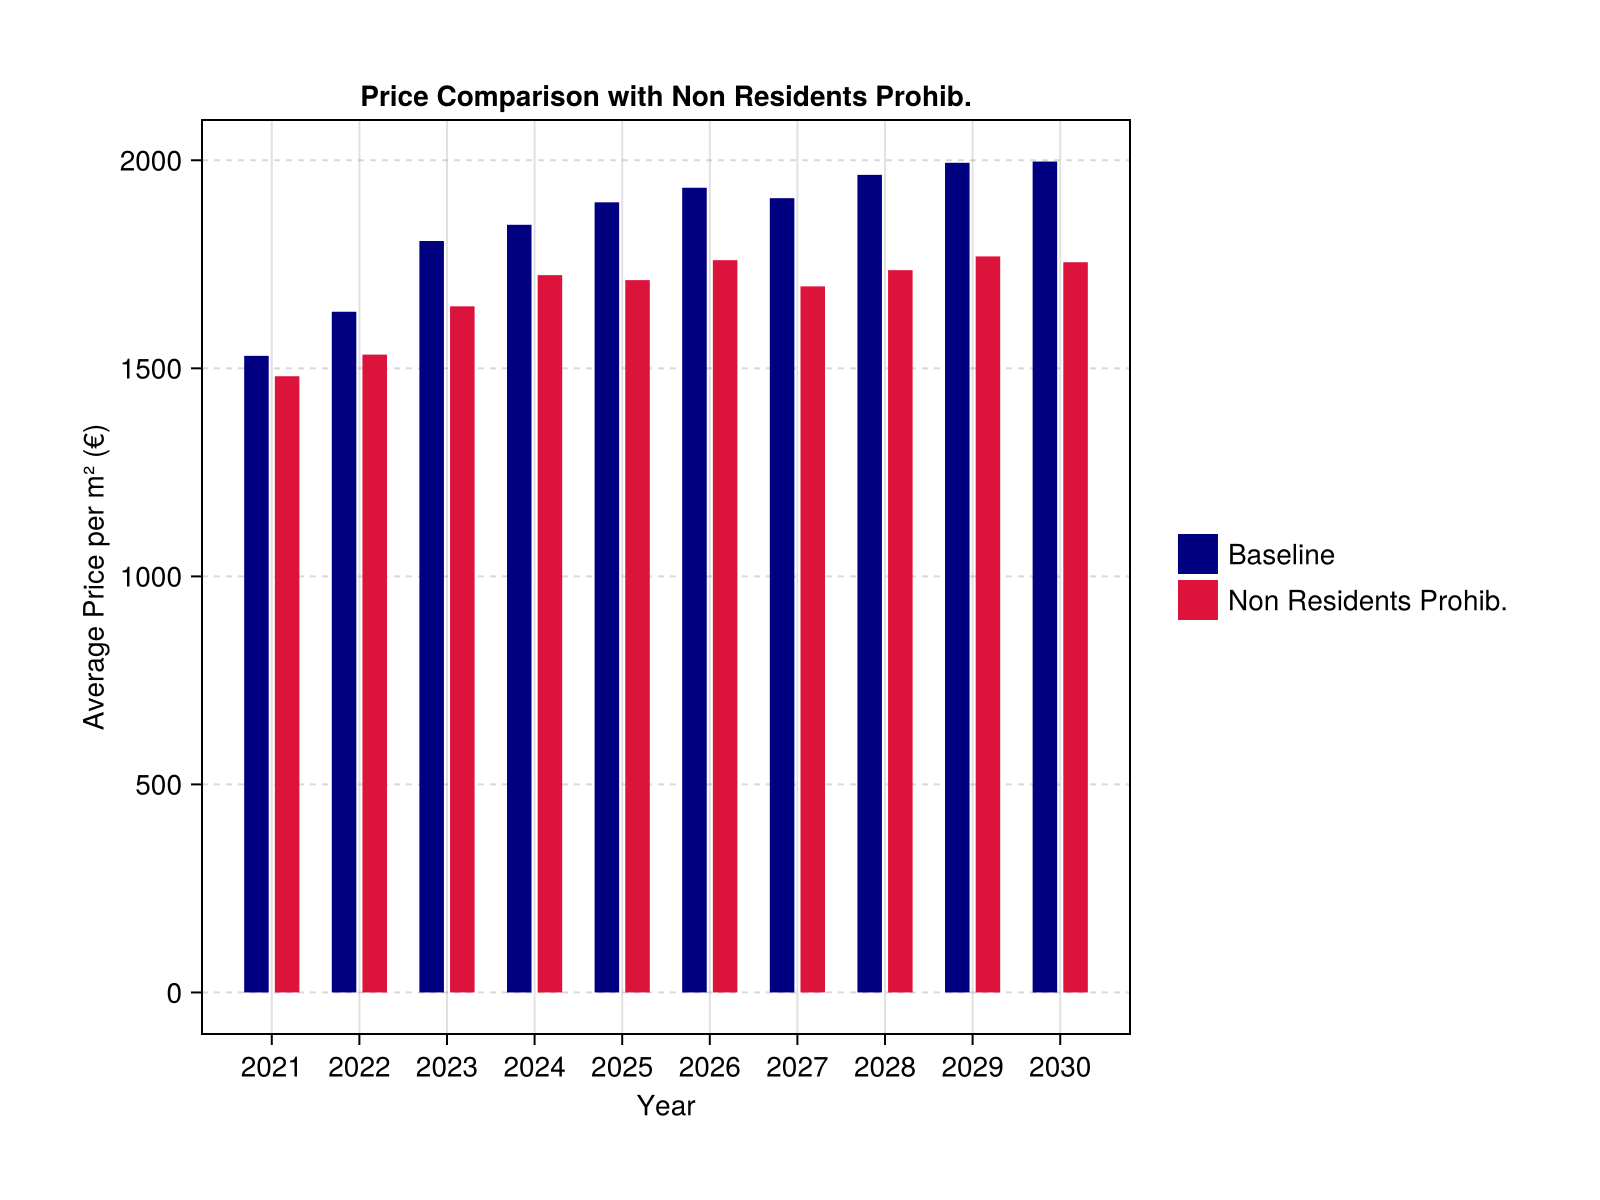 Price Comparison with Non Residents Prohib.
2000
1500
1000
500
0
Average Price per m² (€)
2021 2022 2023 2024 2025 2026 2027 2028 2029 2030
Year
Baseline
Non Residents Prohib.